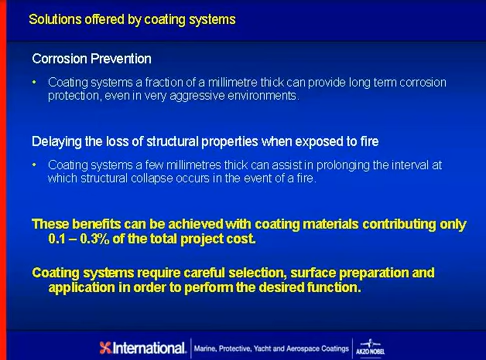 Solutions offered by coating systems
Corrosion Prevention
• Coating systems a fraction of a millimetre thick can provide long term corrosion
protection, even in very aggressive environments.
Delaying the loss of structural properties when exposed to fire
• Coating systems a few millimetres thick can assist in prolonging the interval at
which structural collapse occurs in the event of a fire.
These benefits can be achieved with coating materials contributing only
0.1 – 0.3% of the total project cost.
Coating systems require careful selection, surface preparation and
application in order to perform the desired function.
International. Marine, Protective, Yacht and Aerospace Coatings AKZO NOBEL